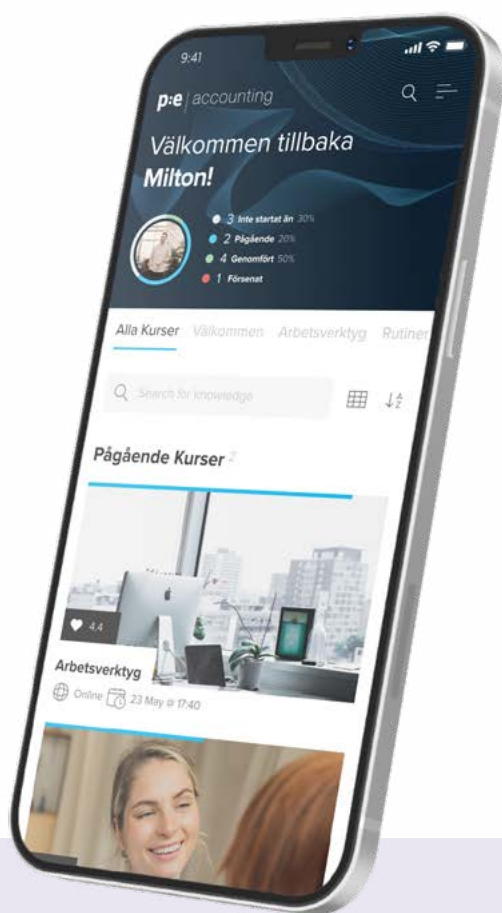 9:41
p:e | accounting
Välkommen tillbaka
Milton!
3 Inte startat än 30%
2 Pågående 20%
4 Genomfört 50%
1 Försenat
Alla Kurser Välkommen Arbetsverktyg Rutiner
Search for knowledge
Pågående Kurser 2
4.4
Arbetsverktyg
Online 23 May @ 17:40